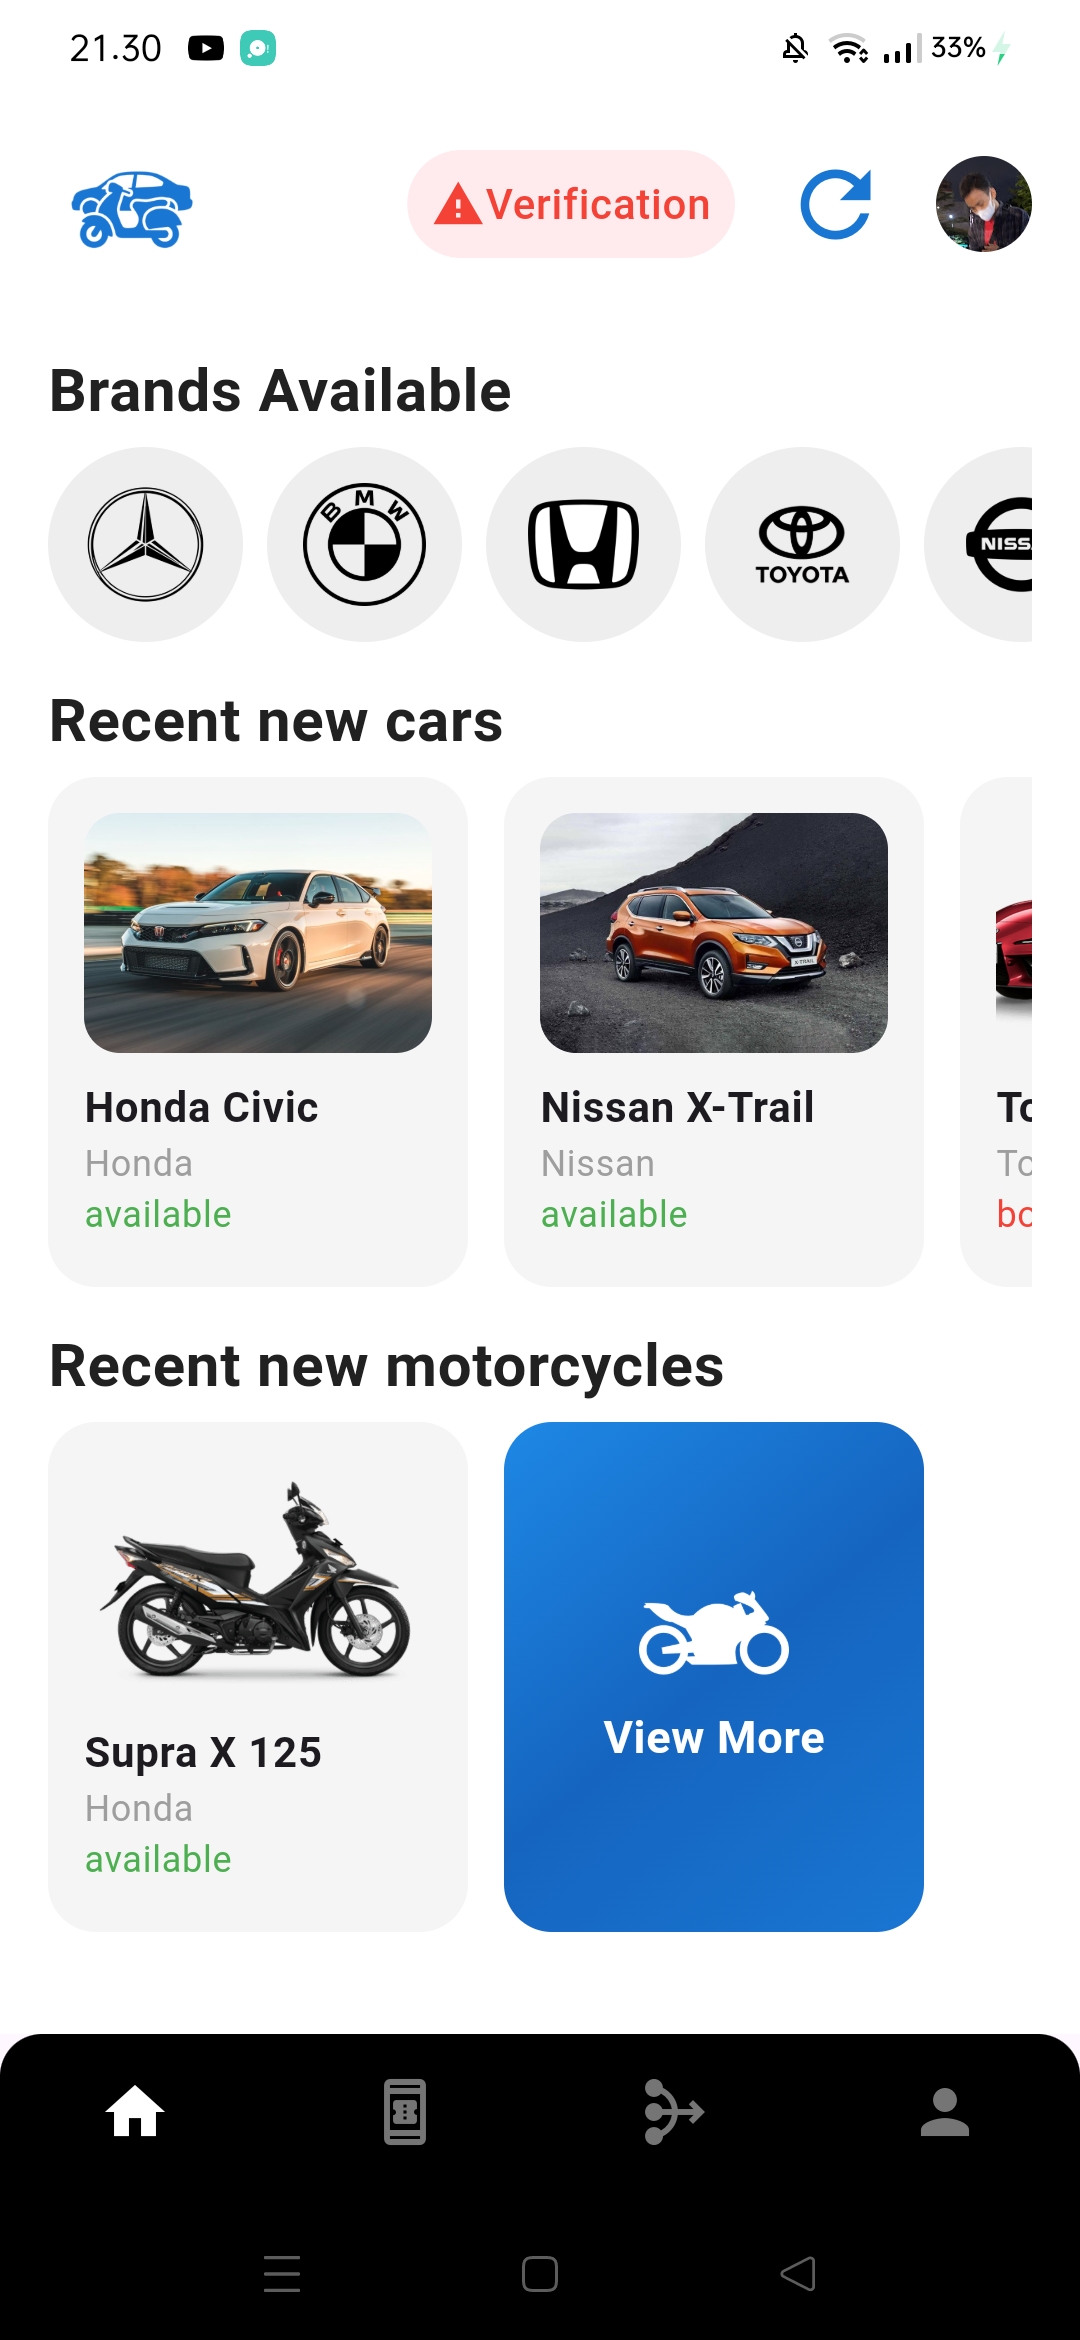 21.30
33%
Verification
Brands Available
BMW
TOYOTA
NISS
Recent new cars
X-TRAIL
Honda Civic
Honda
available
Nissan X-Trail
Nissan
available
To
To
bo
Recent new motorcycles
Supra X 125
Honda
available
View More